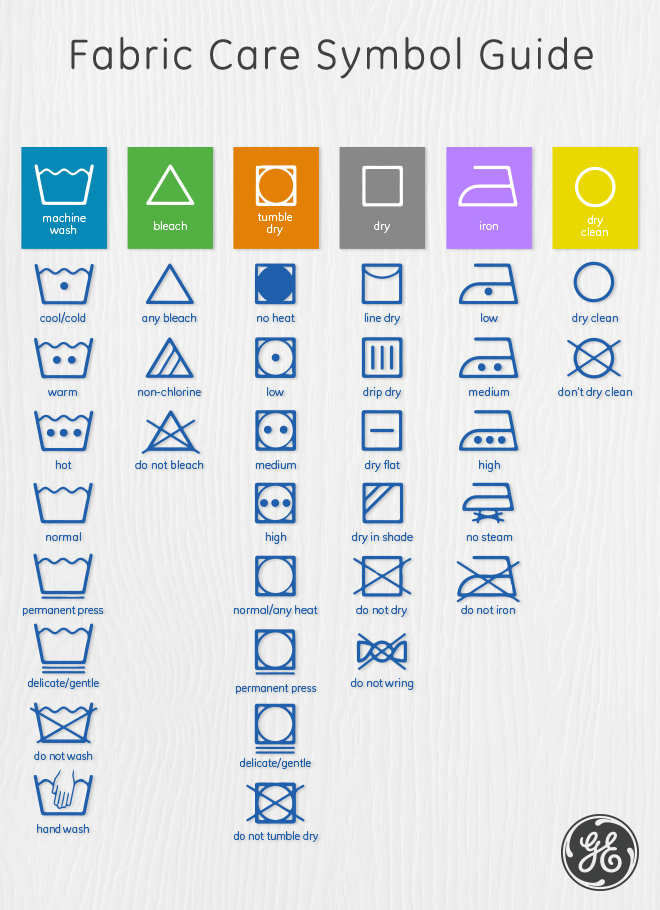 Fabric Care Symbol Guide
machine
wash
bleach
tumble
dry
dry
iron
dry
clean
cool/cold
any bleach
no heat
line dry
low
dry clean
warm
non-chlorine
low
drip dry
medium
don't dry clean
hot
do not bleach
medium
dry flat
high
normal
high
dry in shade
no steam
permanent press
normal/any heat
do not dry
do not iron
delicate/gentle
permanent press
do not wring
do not wash
delicate/gentle
hand wash
do not tumble dry
GE